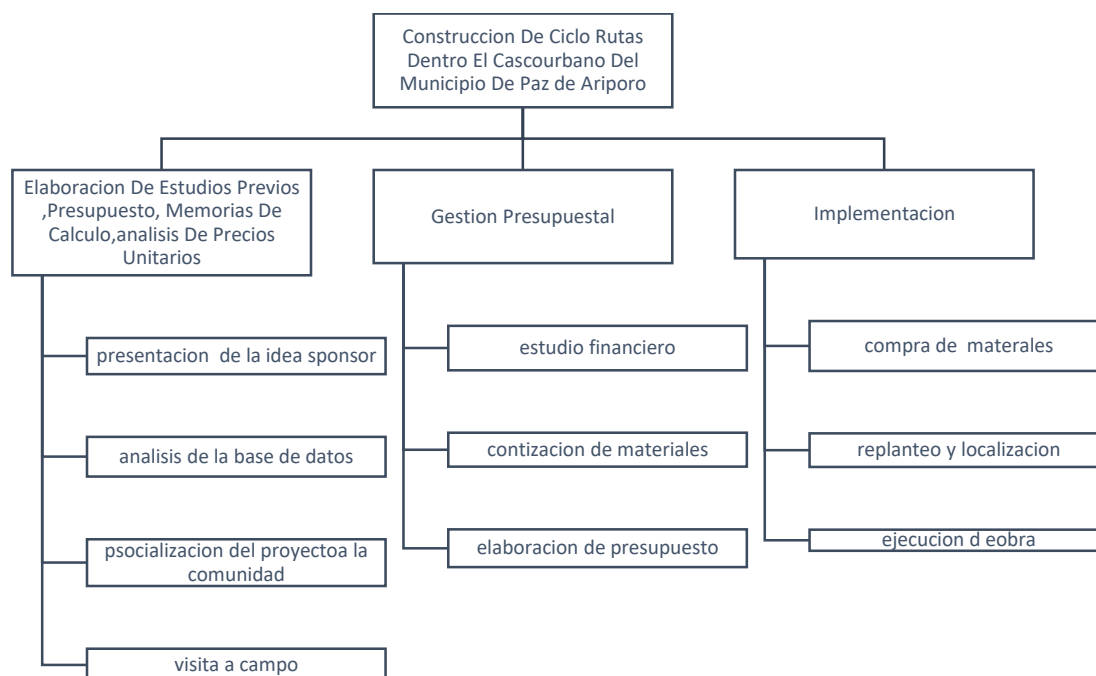 Construccion De Ciclo Rutas
Dentro El Cascourbano Del
Municipio De Paz de Ariporo
Elaboracion De Estudios Previos
,Presupuesto, Memorias De
Calculo,analisis De Precios
Unitarios
presentacion de la idea sponsor
analisis de la base de datos
psocializacion del proyectoa la
comunidad
visita a campo
Gestion Presupuestal
estudio financiero
contizacion de materiales
elaboracion de presupuesto
Implementacion
compra de materales
replanteo y localizacion
ejecucion d eobra